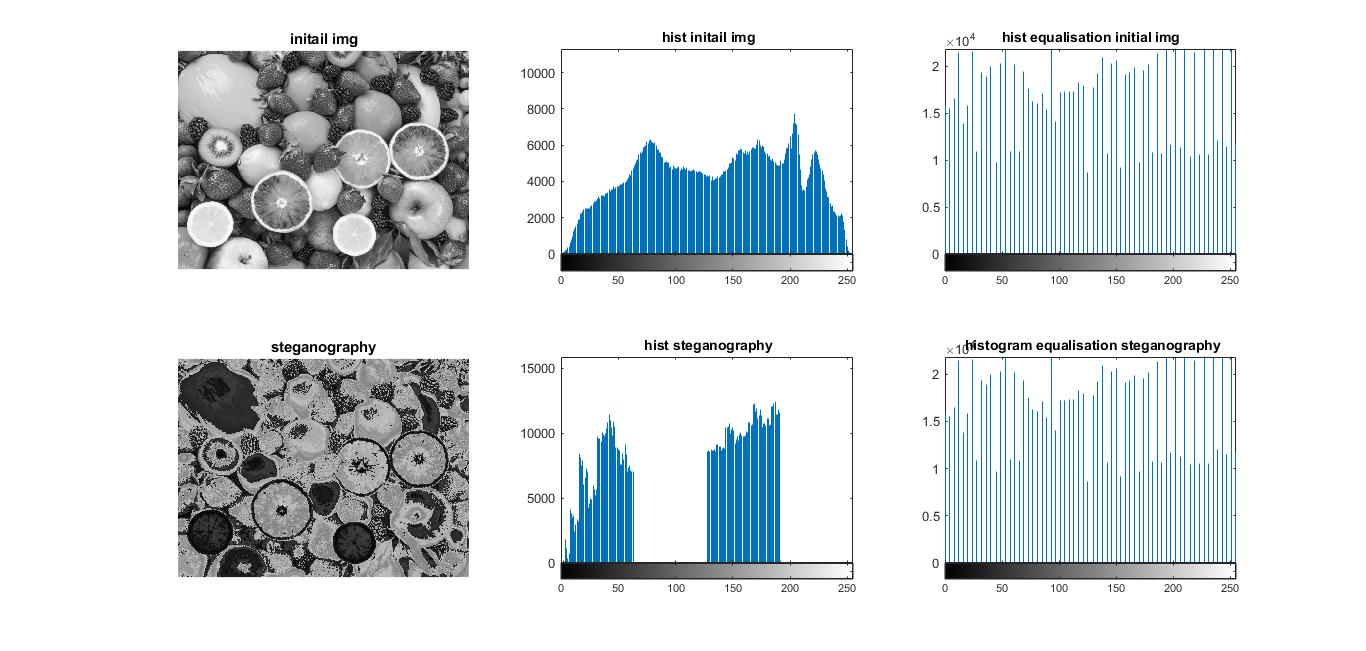 initail img
hist initail img
hist equalisation initial img
10000
8000
6000
4000
2000
0
0 50 100 150 200 250
×10⁴
2
1.5
1
0.5
0
0 50 100 150 200 250
steganography
hist steganography
histogram equalisation steganography
15000
10000
5000
0
0 50 100 150 200 250
2
1.5
1
0.5
0
0 50 100 150 200 250